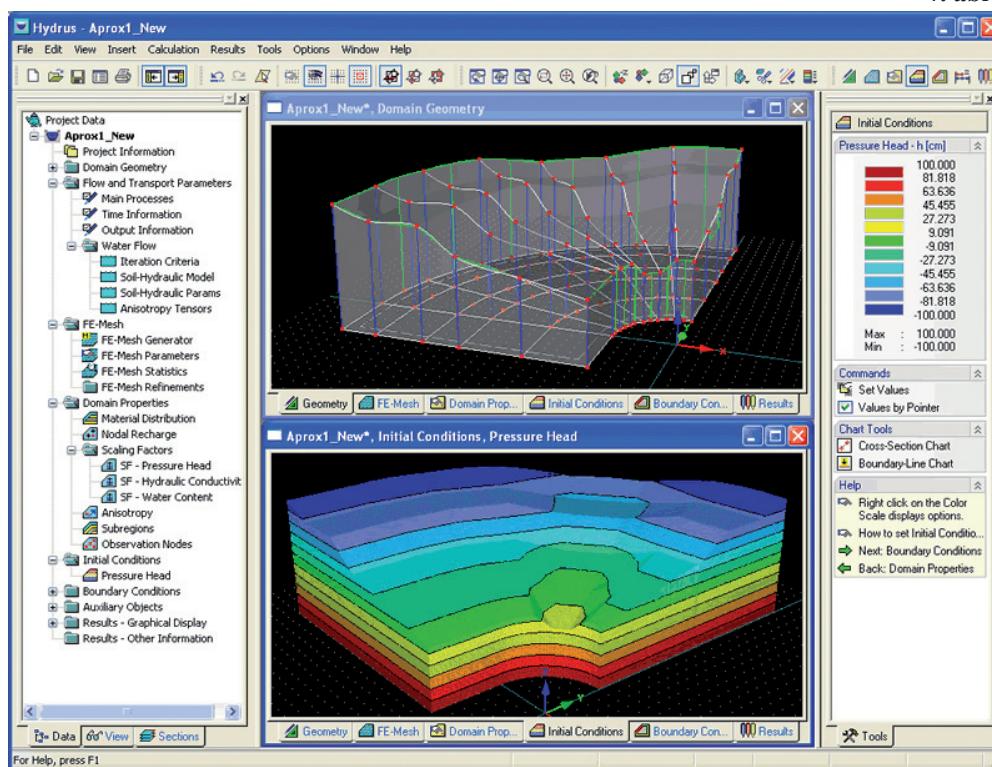 Hydrus - Aprox1_New
File Edit View Insert Calculation Results Tools Options Window Help
Project Data
Aprox1_New
Project Information
Domain Geometry
Flow and Transport Parameters
Main Processes
Time Information
Output Information
Water Flow
Iteration Criteria
Soil-Hydraulic Model
Soil-Hydraulic Params
Anisotropy Tensors
FE-Mesh
FE-Mesh Generator
FE-Mesh Parameters
FE-Mesh Statistics
FE-Mesh Refinements
Domain Properties
Material Distribution
Nodal Recharge
Scaling Factors
SF - Pressure Head
SF - Hydraulic Conductivit
SF - Water Content
Anisotropy
Subregions
Observation Nodes
Initial Conditions
Pressure Head
Boundary Conditions
Auxiliary Objects
Results - Graphical Display
Results - Other Information
Data View Sections
For Help, press F1
Aprox1_New*, Domain Geometry
X
Y
Geometry FE-Mesh Domain Prop... Initial Conditions Boundary Con... Results
Aprox1_New*, Initial Conditions, Pressure Head
Y
Geometry FE-Mesh Domain Prop... Initial Conditions Boundary Con... Results
Initial Conditions
Pressure Head - h [cm]
100.000
81.818
63.636
45.455
27.273
9.091
-9.091
-27.273
-45.455
-63.636
-81.818
-100.000
Max : 100.000
Min : -100.000
Commands
Set Values
Values by Pointer
Chart Tools
Cross-Section Chart
Boundary-Line Chart
Help
Right click on the Color
Scale displays options.
How to set Initial Conditio...
Next: Boundary Conditions
Back: Domain Properties
Tools